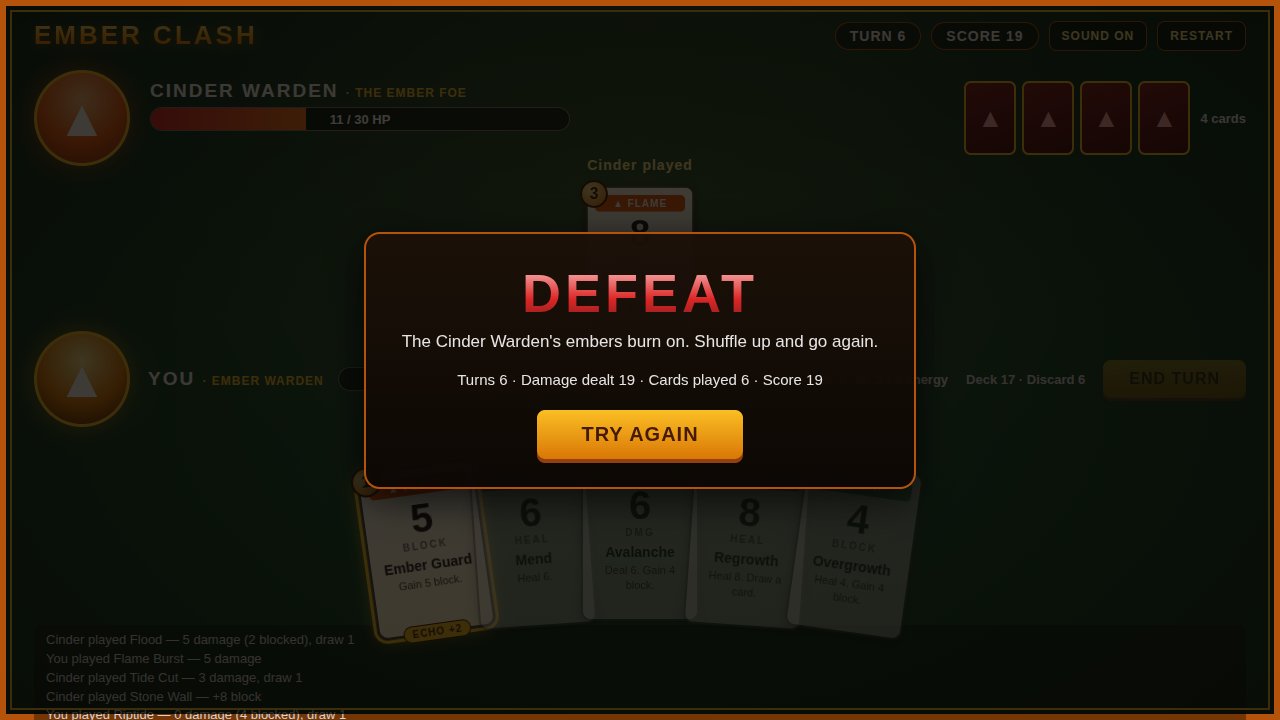 EMBER CLASH
TURN 6
SCORE 19
SOUND ON
RESTART
CINDER WARDEN · THE EMBER FOE
11 / 30 HP
4 cards
Cinder played
3
▲ FLAME
8
DEFEAT
The Cinder Warden's embers burn on. Shuffle up and go again.
Turns 6 · Damage dealt 19 · Cards played 6 · Score 19
TRY AGAIN
YOU · EMBER WARDEN
Deck 17 · Discard 6
END TURN
5
BLOCK
Ember Guard
Gain 5 block.
ECHO +2
6
HEAL
Mend
Heal 6.
6
DMG
Avalanche
Deal 6. Gain 4
block.
8
HEAL
Regrowth
Heal 8. Draw a
card.
4
BLOCK
Overgrowth
Heal 4. Gain 4
block.
Cinder played Flood — 5 damage (2 blocked), draw 1
You played Flame Burst — 5 damage
Cinder played Tide Cut — 3 damage, draw 1
Cinder played Stone Wall — +8 block
You played Riptide — 0 damage (4 blocked), draw 1